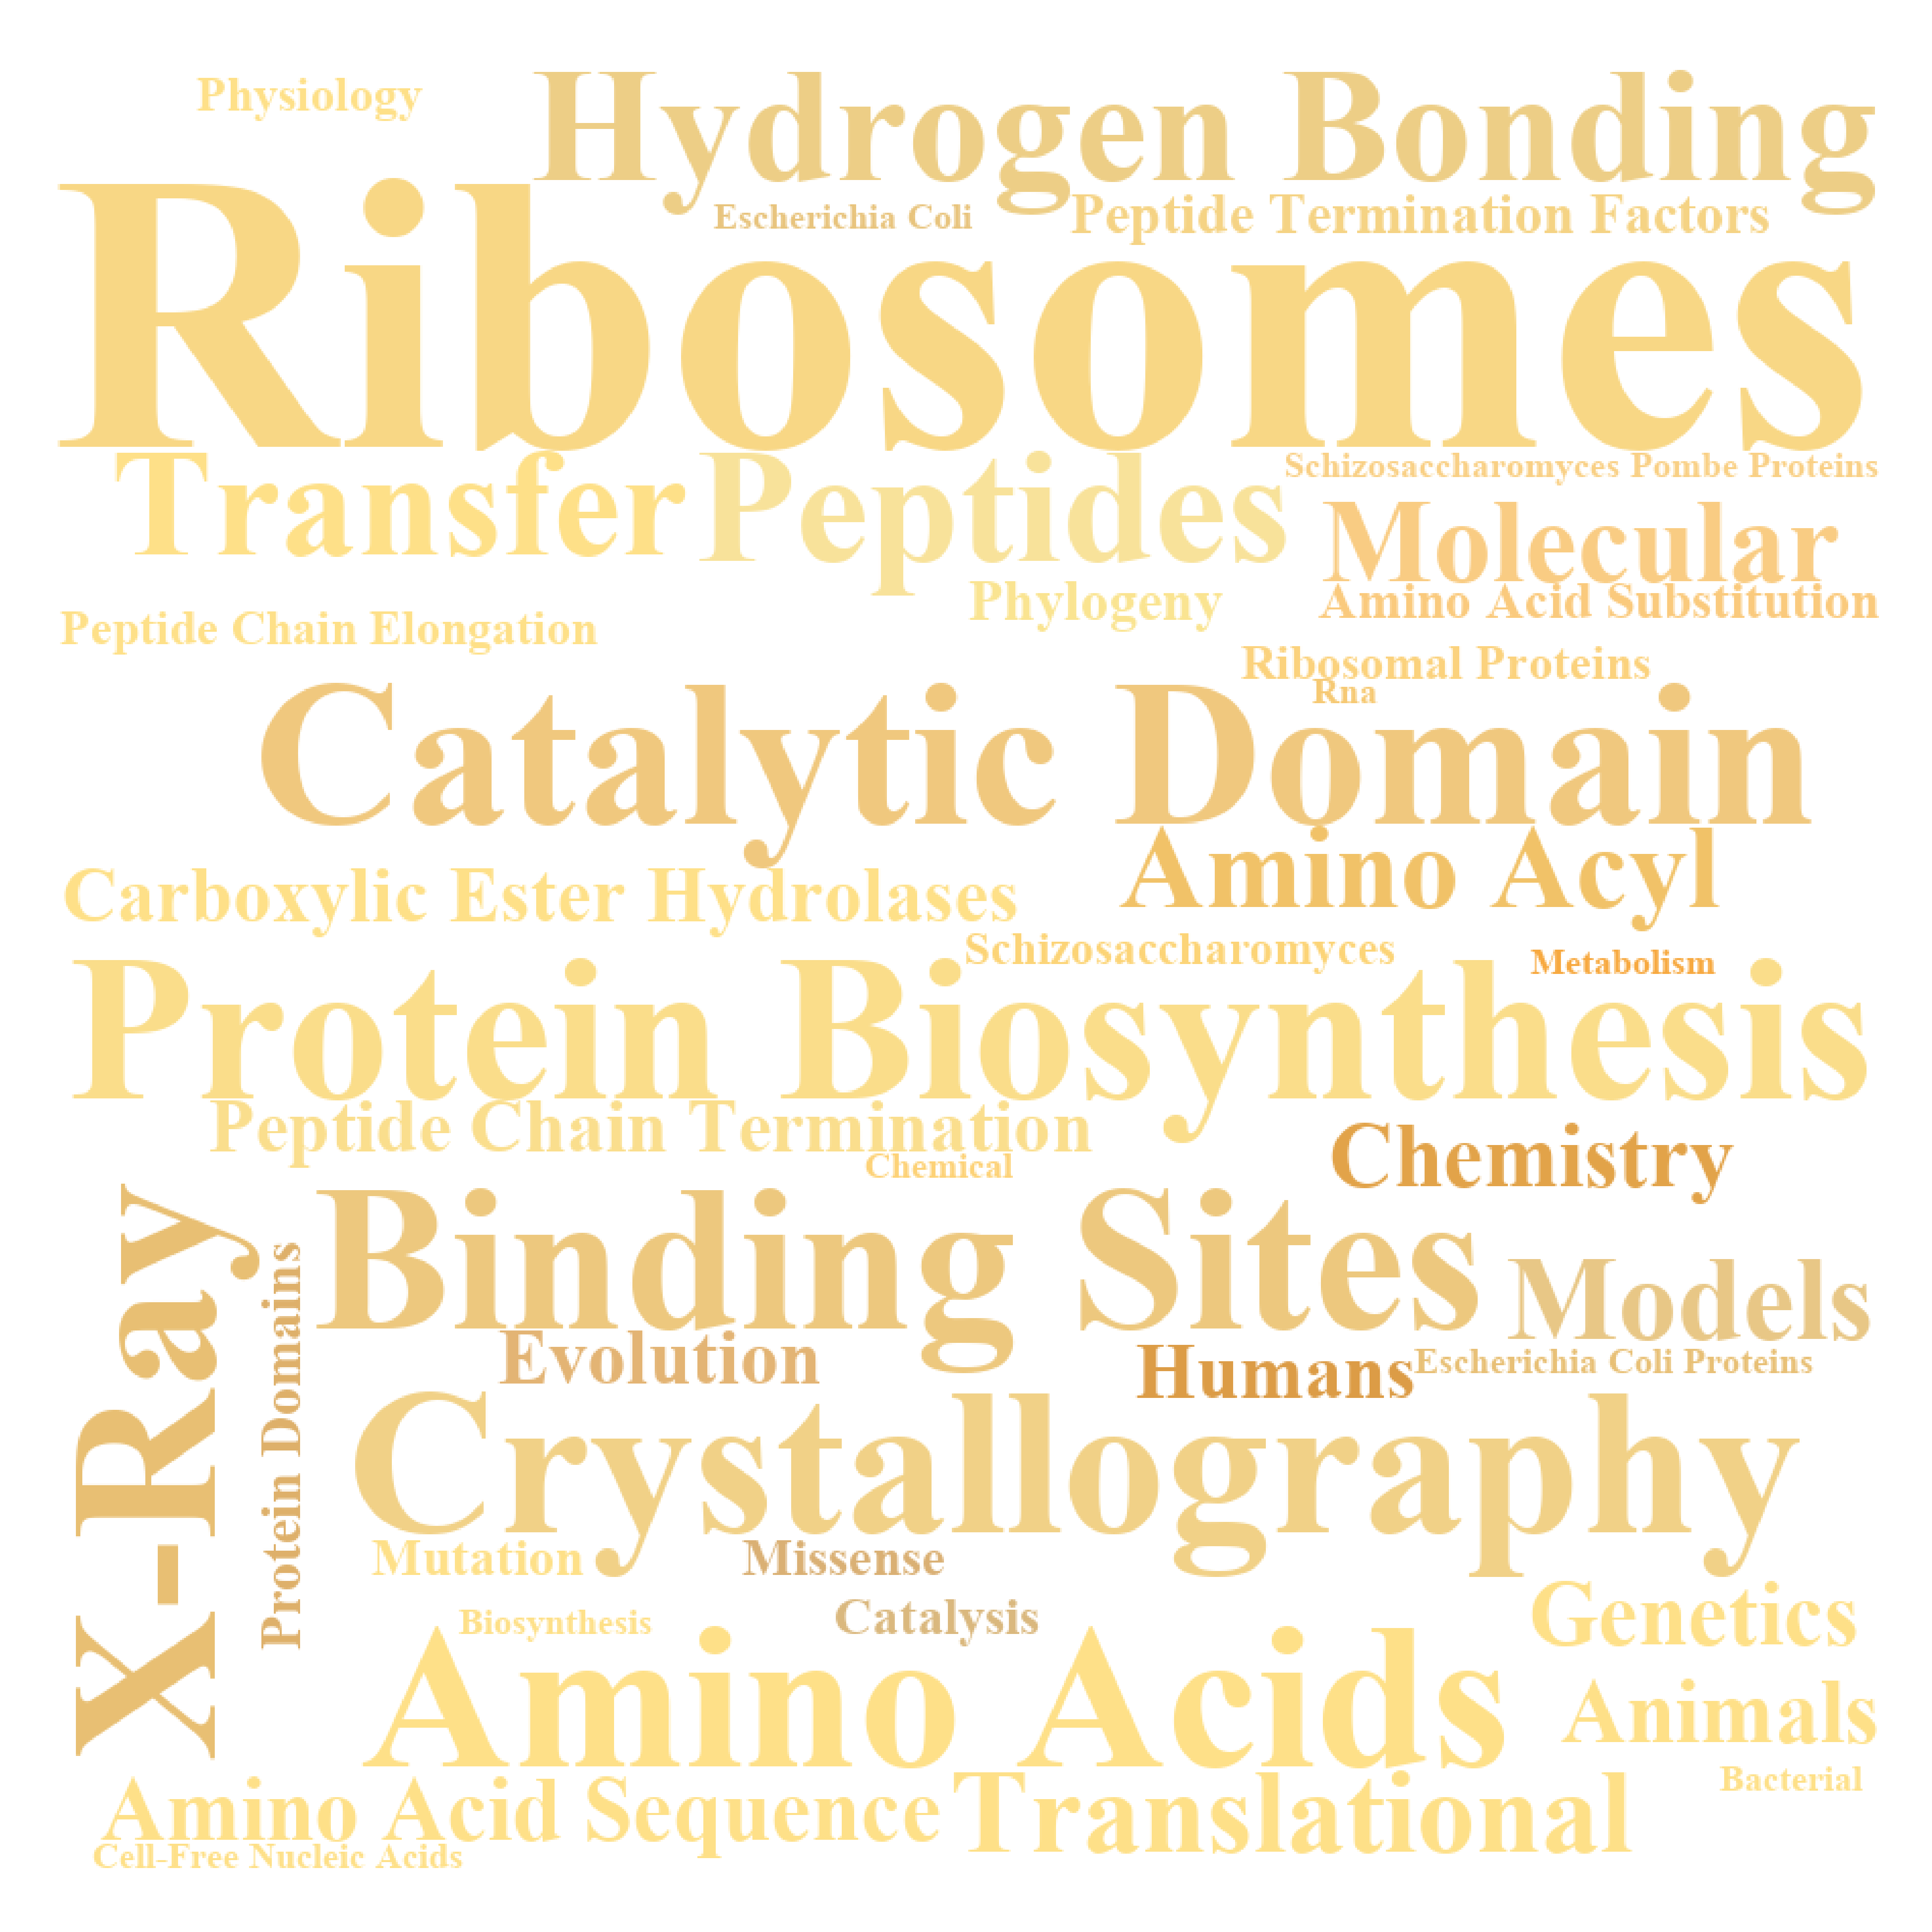 Physiology
Hydrogen Bonding
Escherichia Coli
Peptide Termination Factors
Ribosomes
Transfer
Peptides
Schizosaccharomyces Pombe Proteins
Molecular
Phylogeny
Amino Acid Substitution
Peptide Chain Elongation
Ribosomal Proteins
Rna
Catalytic Domain
Carboxylic Ester Hydrolases
Amino Acyl
Schizosaccharomyces
Metabolism
Protein Biosynthesis
Peptide Chain Termination
Chemical
Chemistry
X-Ray
Protein Domains
Binding Sites
Models
Evolution
Humans
Escherichia Coli Proteins
Crystallography
Mutation
Missense
Biosynthesis
Catalysis
Genetics
Amino Acids
Animals
Bacterial
Amino Acid Sequence
Translational
Cell-Free Nucleic Acids